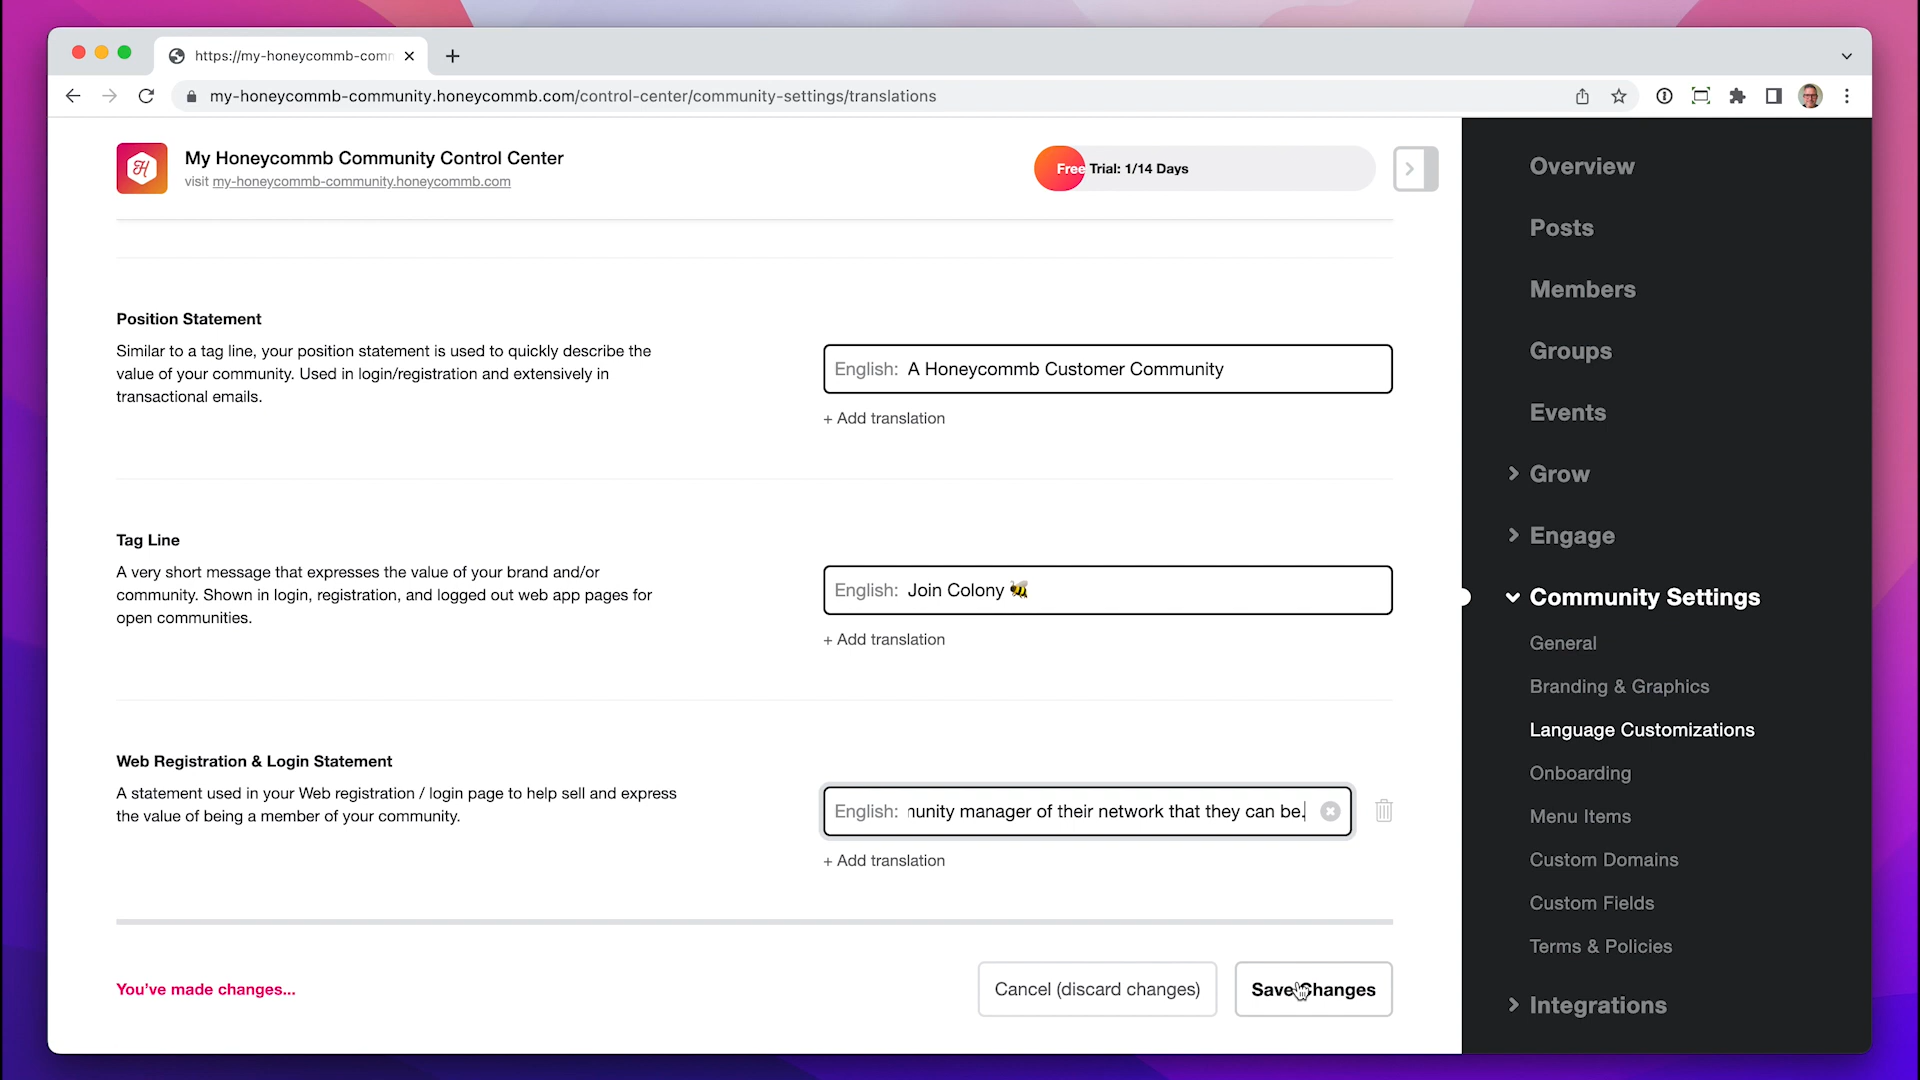 https://my-honeycommb-comm
my-honeycommb-community.honeycommb.com/control-center/community-settings/translations
My Honeycommb Community Control Center
visit my-honeycommb-community.honeycommb.com
Free Trial: 1/14 Days
Position Statement
Similar to a tag line, your position statement is used to quickly describe the
value of your community. Used in login/registration and extensively in
transactional emails.
English: A Honeycommb Customer Community
+ Add translation
Tag Line
A very short message that expresses the value of your brand and/or
community. Shown in login, registration, and logged out web app pages for
open communities.
English: Join Colony 🐝
+ Add translation
Web Registration & Login Statement
A statement used in your Web registration / login page to help sell and express
the value of being a member of your community.
English: nunity manager of their network that they can be.
+ Add translation
You've made changes...
Cancel (discard changes)
Save Changes
Overview
Posts
Members
Groups
Events
Grow
Engage
Community Settings
General
Branding & Graphics
Language Customizations
Onboarding
Menu Items
Custom Domains
Custom Fields
Terms & Policies
Integrations